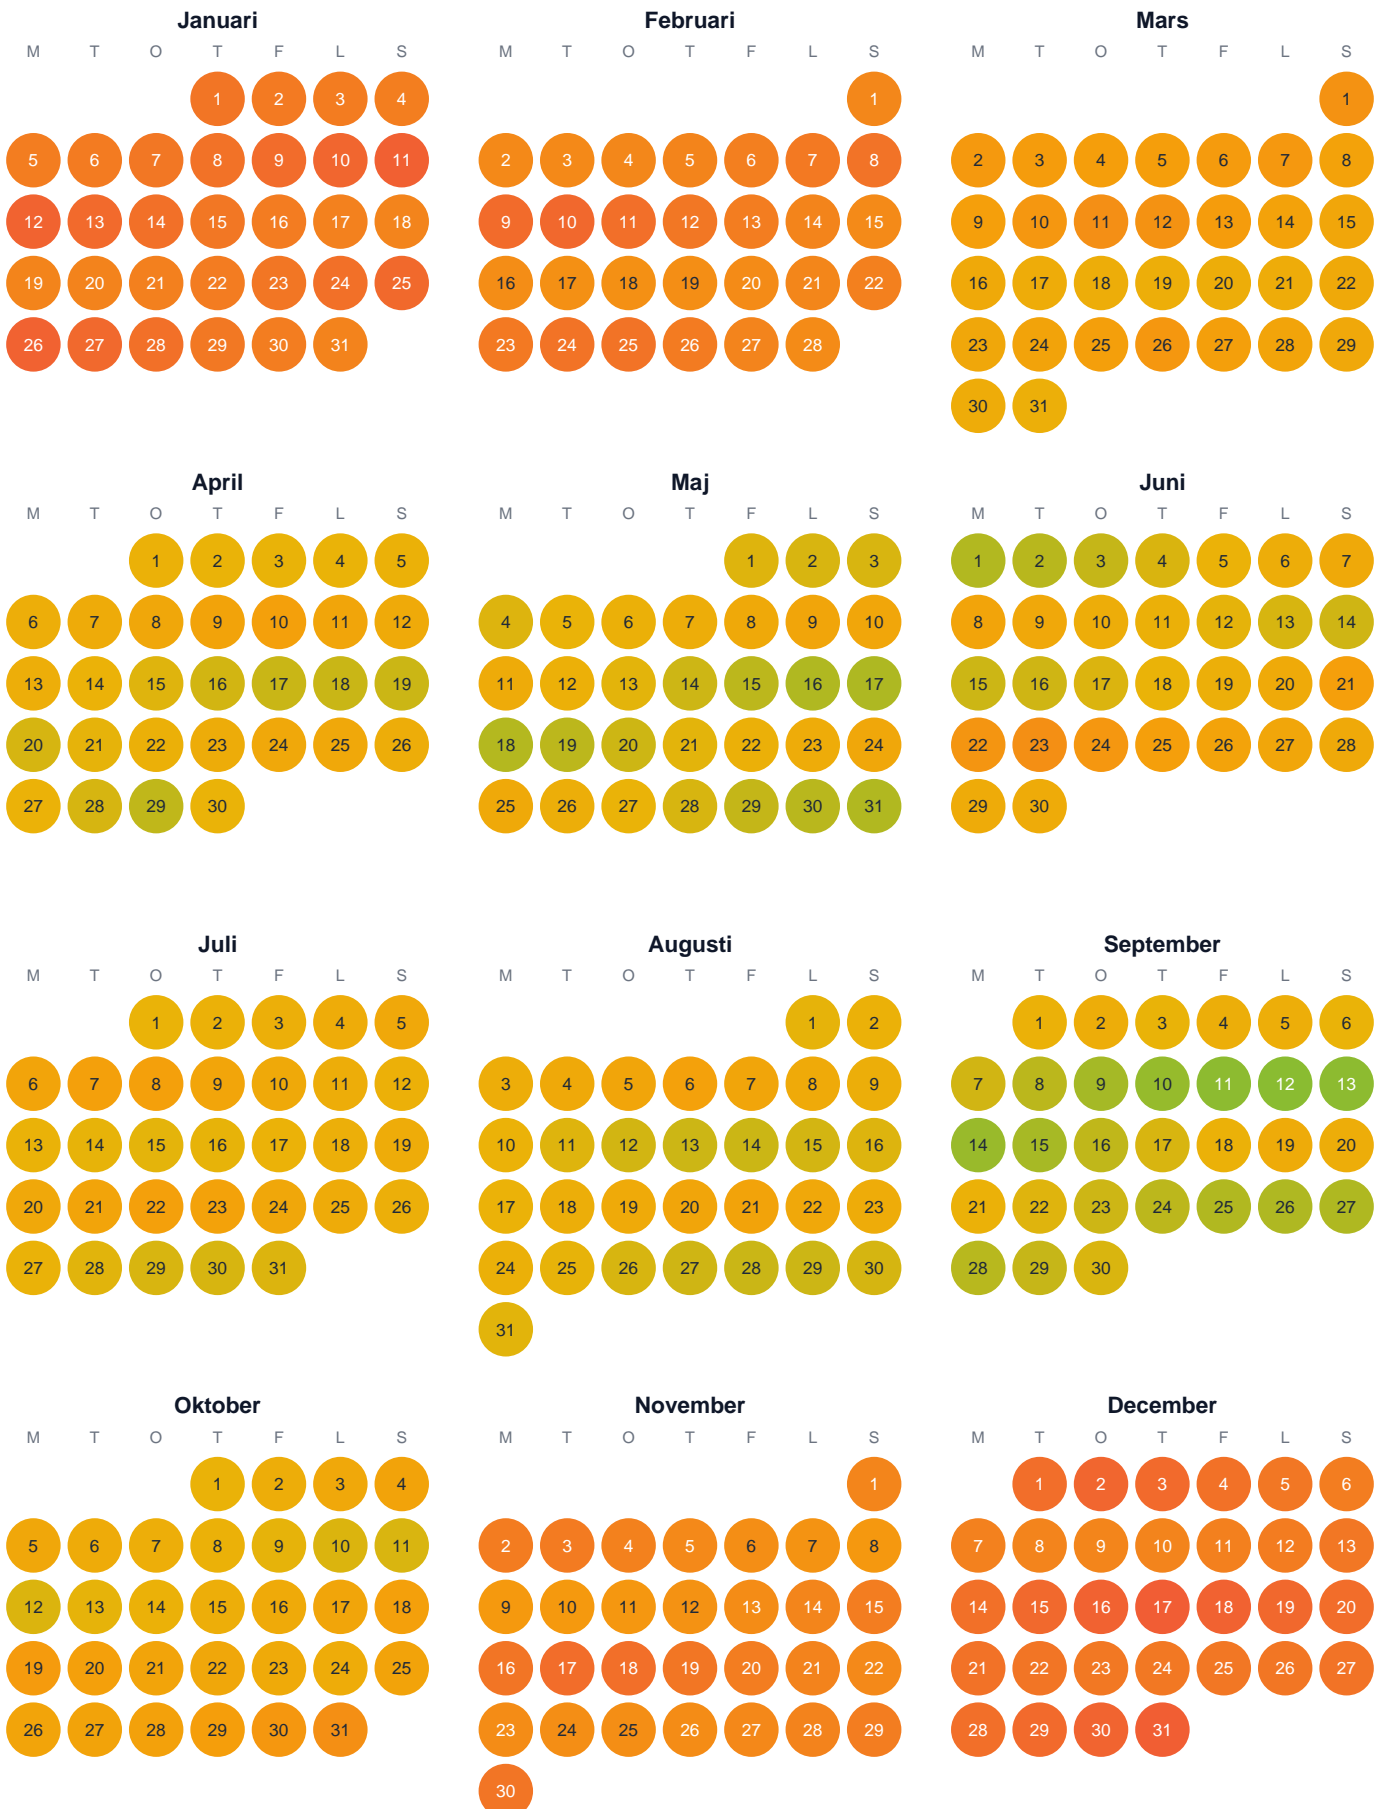 Januari
M T O T F L S
1 2 3 4
5 6 7 8 9 10 11
12 13 14 15 16 17 18
19 20 21 22 23 24 25
26 27 28 29 30 31
Februari
M T O T F L S
1
2 3 4 5 6 7 8
9 10 11 12 13 14 15
16 17 18 19 20 21 22
23 24 25 26 27 28
Mars
M T O T F L S
1
2 3 4 5 6 7 8
9 10 11 12 13 14 15
16 17 18 19 20 21 22
23 24 25 26 27 28 29
30 31
April
M T O T F L S
1 2 3 4 5
6 7 8 9 10 11 12
13 14 15 16 17 18 19
20 21 22 23 24 25 26
27 28 29 30
Maj
M T O T F L S
1 2 3
4 5 6 7 8 9 10
11 12 13 14 15 16 17
18 19 20 21 22 23 24
25 26 27 28 29 30 31
Juni
M T O T F L S
1 2 3 4 5 6 7
8 9 10 11 12 13 14
15 16 17 18 19 20 21
22 23 24 25 26 27 28
29 30
Juli
M T O T F L S
1 2 3 4 5
6 7 8 9 10 11 12
13 14 15 16 17 18 19
20 21 22 23 24 25 26
27 28 29 30 31
Augusti
M T O T F L S
1 2
3 4 5 6 7 8 9
10 11 12 13 14 15 16
17 18 19 20 21 22 23
24 25 26 27 28 29 30
31
September
M T O T F L S
1 2 3 4 5 6
7 8 9 10 11 12 13
14 15 16 17 18 19 20
21 22 23 24 25 26 27
28 29 30
Oktober
M T O T F L S
1 2 3 4
5 6 7 8 9 10 11
12 13 14 15 16 17 18
19 20 21 22 23 24 25
26 27 28 29 30 31
November
M T O T F L S
1
2 3 4 5 6 7 8
9 10 11 12 13 14 15
16 17 18 19 20 21 22
23 24 25 26 27 28 29
30
December
M T O T F L S
1 2 3 4 5 6
7 8 9 10 11 12 13
14 15 16 17 18 19 20
21 22 23 24 25 26 27
28 29 30 31